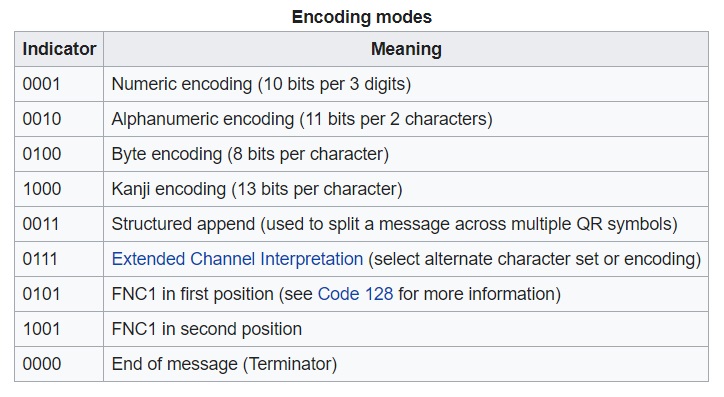 Encoding modes
Indicator Meaning
0001 Numeric encoding (10 bits per 3 digits)
0010 Alphanumeric encoding (11 bits per 2 characters)
0100 Byte encoding (8 bits per character)
1000 Kanji encoding (13 bits per character)
0011 Structured append (used to split a message across multiple QR symbols)
0111 Extended Channel Interpretation (select alternate character set or encoding)
0101 FNC1 in first position (see Code 128 for more information)
1001 FNC1 in second position
0000 End of message (Terminator)